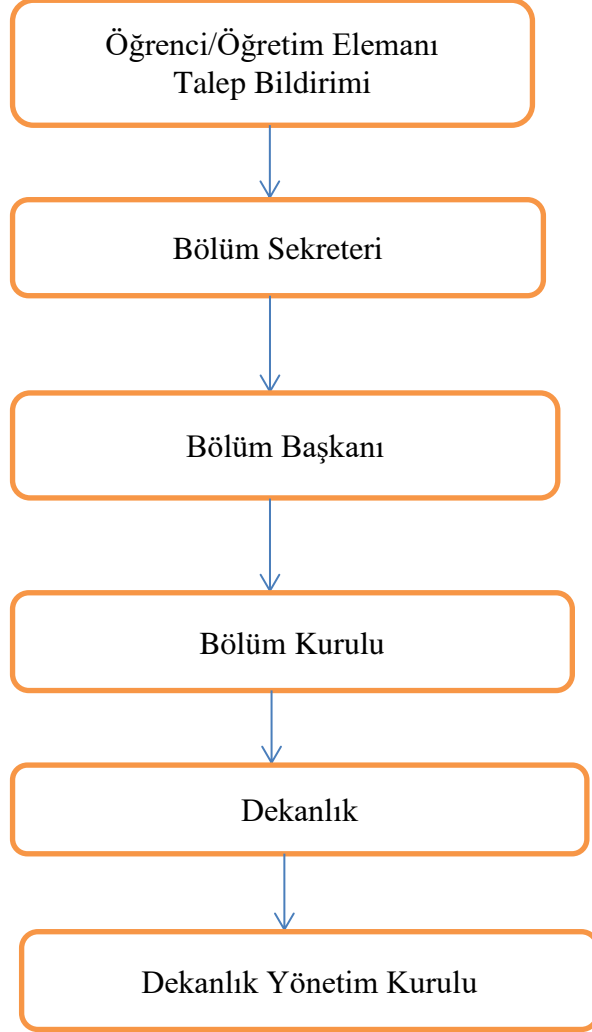 Öğrenci/Öğretim Elemanı
Talep Bildirimi
Bölüm Sekreteri
Bölüm Başkanı
Bölüm Kurulu
Dekanlık
Dekanlık Yönetim Kurulu